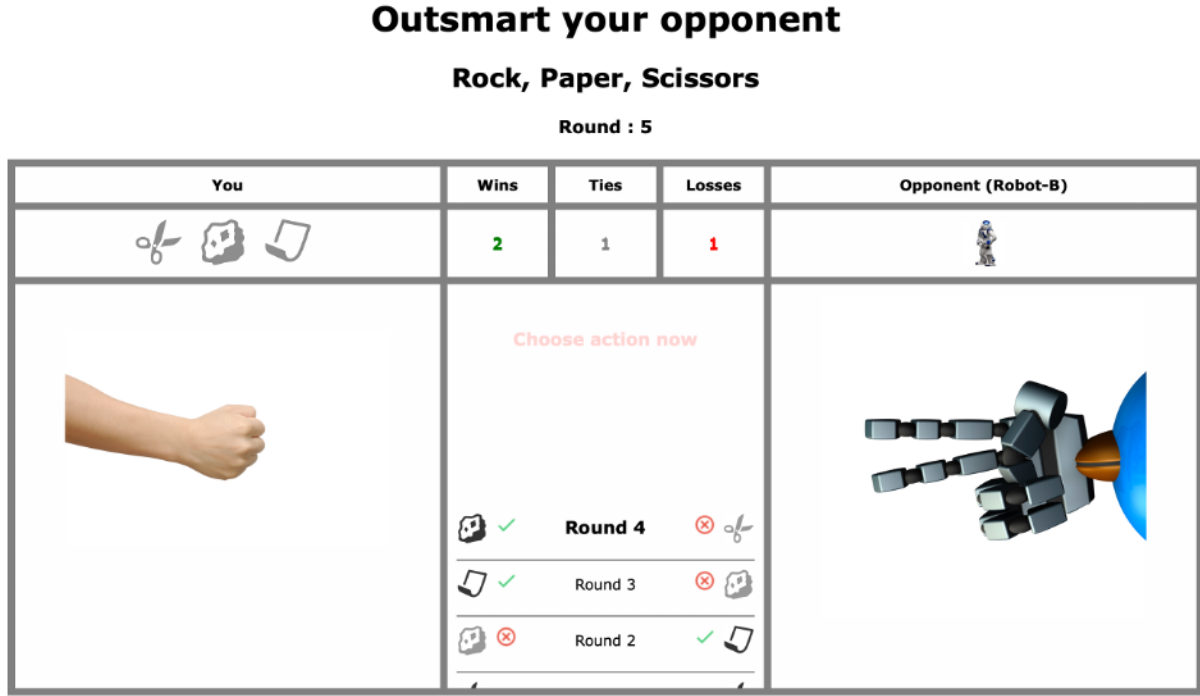 Outsmart your opponent
Rock, Paper, Scissors
Round : 5
You Wins Ties Losses Opponent (Robot-B)
2 1 1
Choose action now
Round 4
Round 3
Round 2